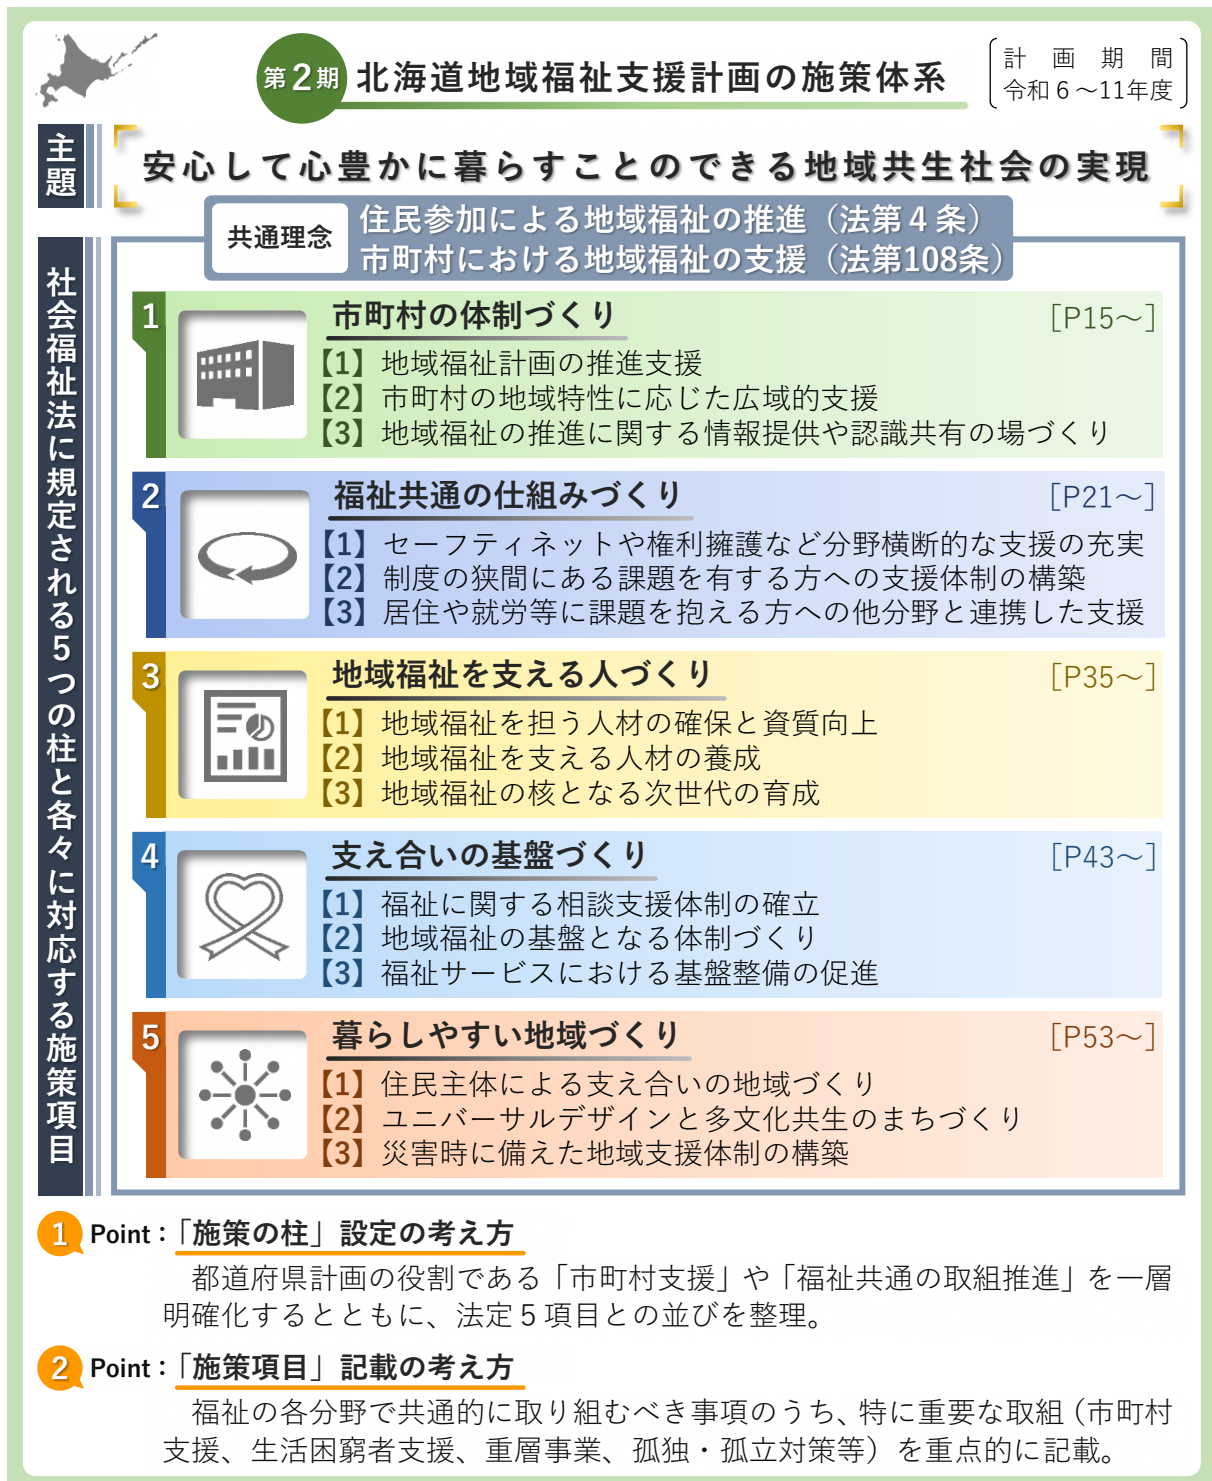 第2期 北海道地域福祉支援計画の施策体系
計画期間
令和6～11年度
主題
安心して心豊かに暮らすことのできる地域共生社会の実現
共通理念
住民参加による地域福祉の推進（法第4条）
市町村における地域福祉の支援（法第108条）
社会福祉法に規定される5つの柱と各々に対応する施策項目
1 市町村の体制づくり [P15～]
【1】地域福祉計画の推進支援
【2】市町村の地域特性に応じた広域的支援
【3】地域福祉の推進に関する情報提供や認識共有の場づくり
2 福祉共通の仕組みづくり [P21～]
【1】セーフティネットや権利擁護など分野横断的な支援の充実
【2】制度の狭間にある課題を有する方への支援体制の構築
【3】居住や就労等に課題を抱える方への他分野と連携した支援
3 地域福祉を支える人づくり [P35～]
【1】地域福祉を担う人材の確保と資質向上
【2】地域福祉を支える人材の養成
【3】地域福祉の核となる次世代の育成
4 支え合いの基盤づくり [P43～]
【1】福祉に関する相談支援体制の確立
【2】地域福祉の基盤となる体制づくり
【3】福祉サービスにおける基盤整備の促進
5 暮らしやすい地域づくり [P53～]
【1】住民主体による支え合いの地域づくり
【2】ユニバーサルデザインと多文化共生のまちづくり
【3】災害時に備えた地域支援体制の構築
1 Point：「施策の柱」設定の考え方
都道府県計画の役割である「市町村支援」や「福祉共通の取組推進」を一層
明確化するとともに、法定5項目との並びを整理。
2 Point：「施策項目」記載の考え方
福祉の各分野で共通的に取り組むべき事項のうち、特に重要な取組（市町村
支援、生活困窮者支援、重層事業、孤独・孤立対策等）を重点的に記載。